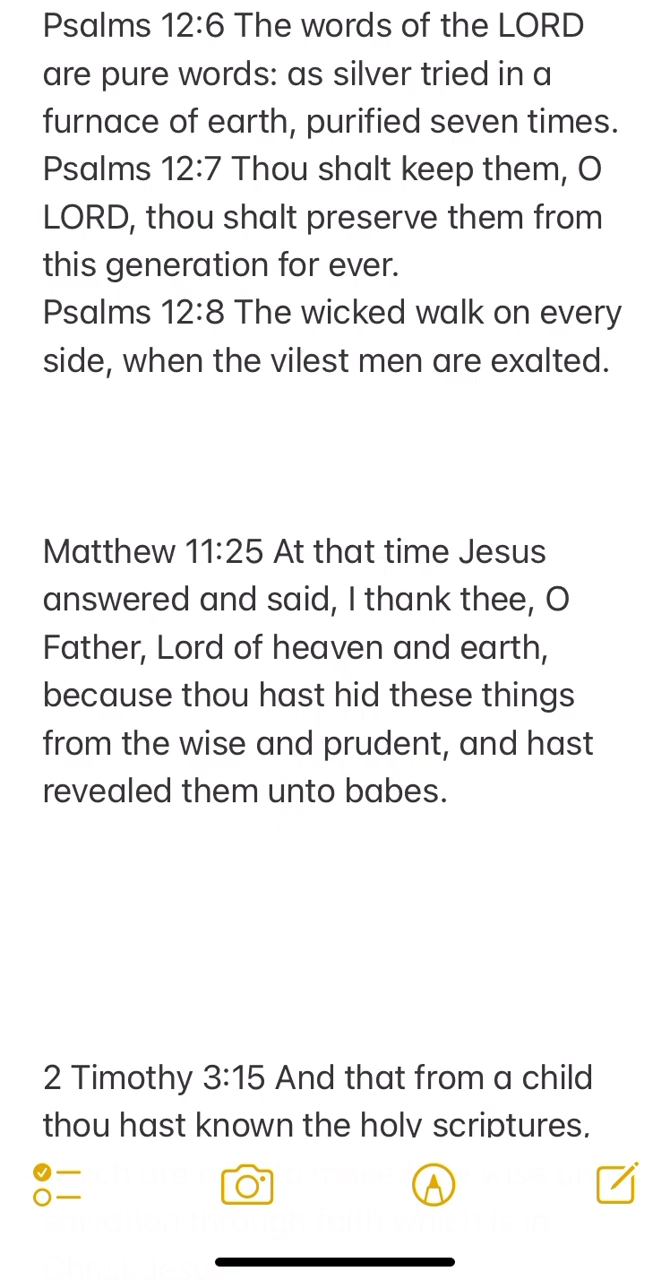 Psalms 12:6 The words of the LORD
are pure words: as silver tried in a
furnace of earth, purified seven times.
Psalms 12:7 Thou shalt keep them, O
LORD, thou shalt preserve them from
this generation for ever.
Psalms 12:8 The wicked walk on every
side, when the vilest men are exalted.
Matthew 11:25 At that time Jesus
answered and said, I thank thee, O
Father, Lord of heaven and earth,
because thou hast hid these things
from the wise and prudent, and hast
revealed them unto babes.
2 Timothy 3:15 And that from a child
thou hast known the holy scriptures,